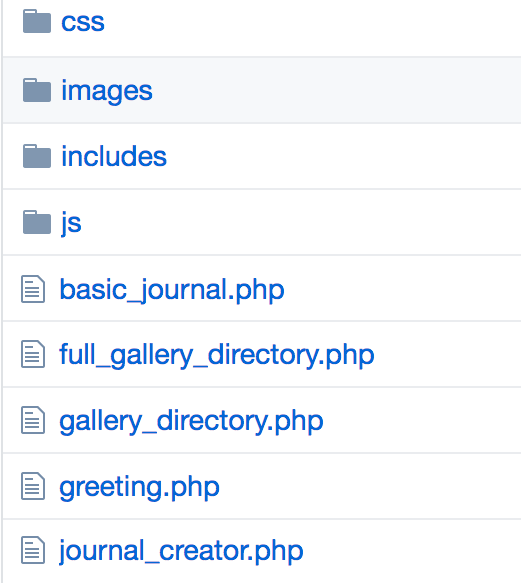 css
images
includes
js
basic_journal.php
full_gallery_directory.php
gallery_directory.php
greeting.php
journal_creator.php